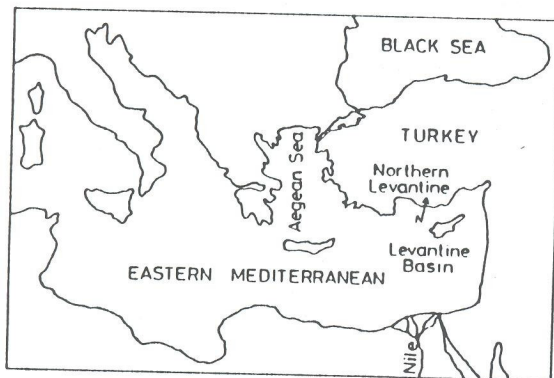 BLACK SEA
TURKEY
Northern
Levantine
N
Aegean Sea
Levantine
Basin
EASTERN MEDITERRANEAN
Nile